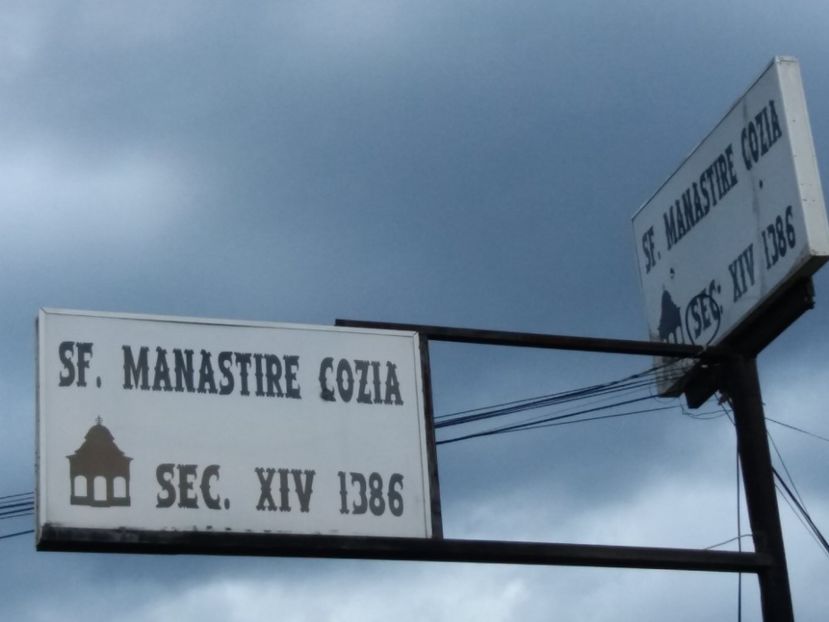 SF. MANASTIRE COZIA
SEC. XIV 1386
SF. MANASTIRE COZIA
SEC. XIV 1386